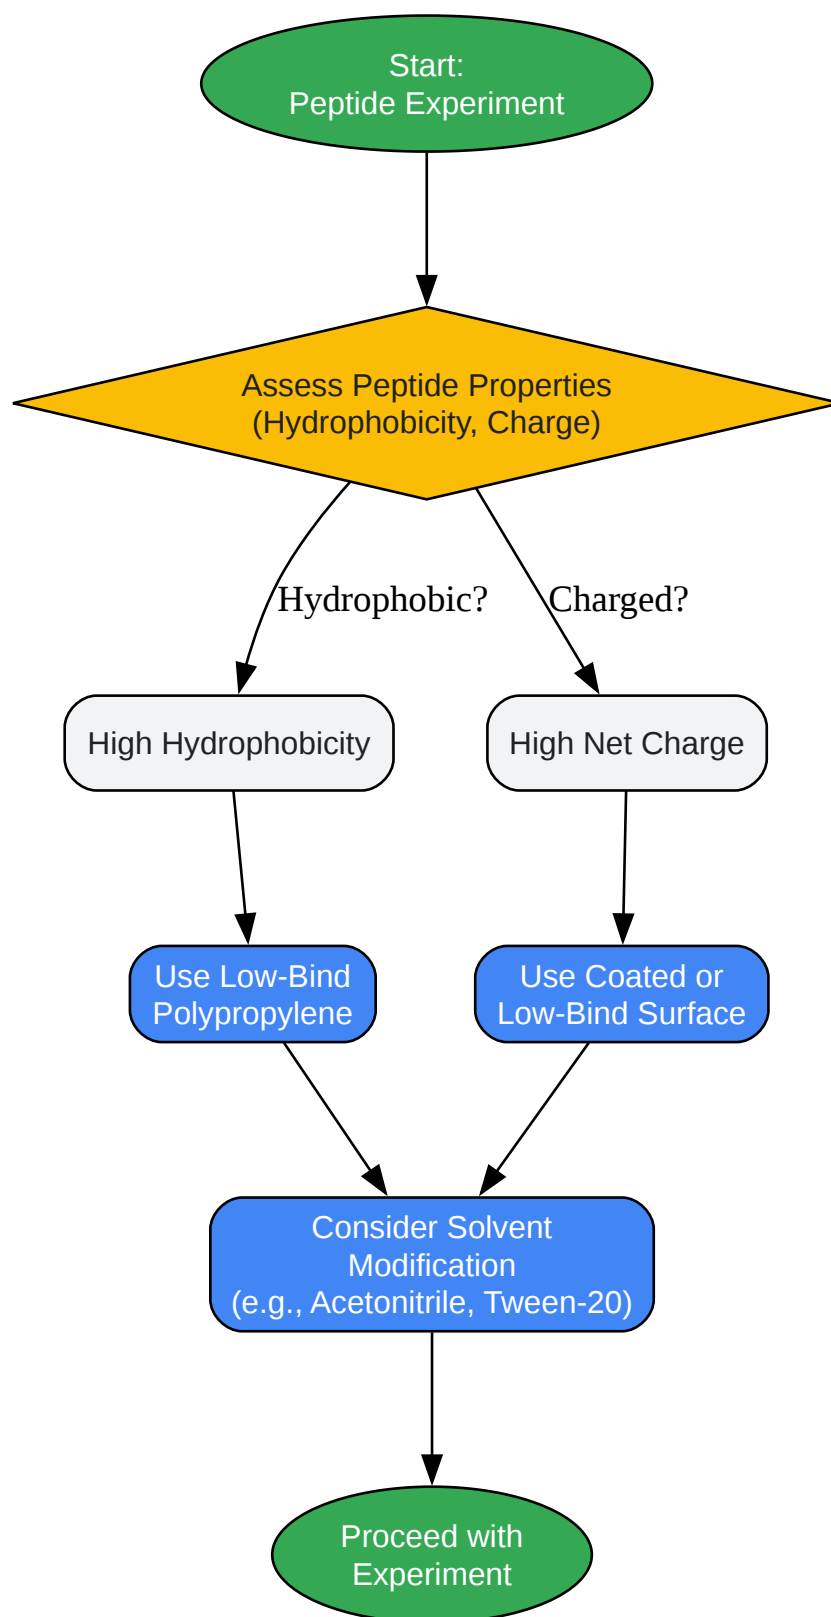 Start:
Peptide Experiment
Assess Peptide Properties
(Hydrophobicity, Charge)
Hydrophobic?
Charged?
High Hydrophobicity
High Net Charge
Use Low-Bind
Polypropylene
Use Coated or
Low-Bind Surface
Consider Solvent
Modification
(e.g., Acetonitrile, Tween-20)
Proceed with
Experiment